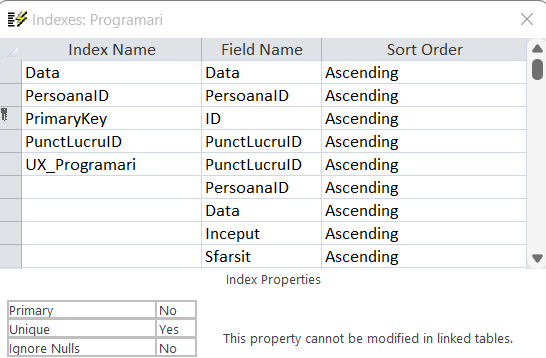 Indexes: Programari
Index Name Field Name Sort Order
Data Data Ascending
PersoanaID PersoanaID Ascending
PrimaryKey ID Ascending
PunctLucruID PunctLucruID Ascending
UX_Programari PunctLucruID Ascending
PersoanaID Ascending
Data Ascending
Inceput Ascending
Sfarsit Ascending
Index Properties
Primary No
Unique Yes
Ignore Nulls No
This property cannot be modified in linked tables.